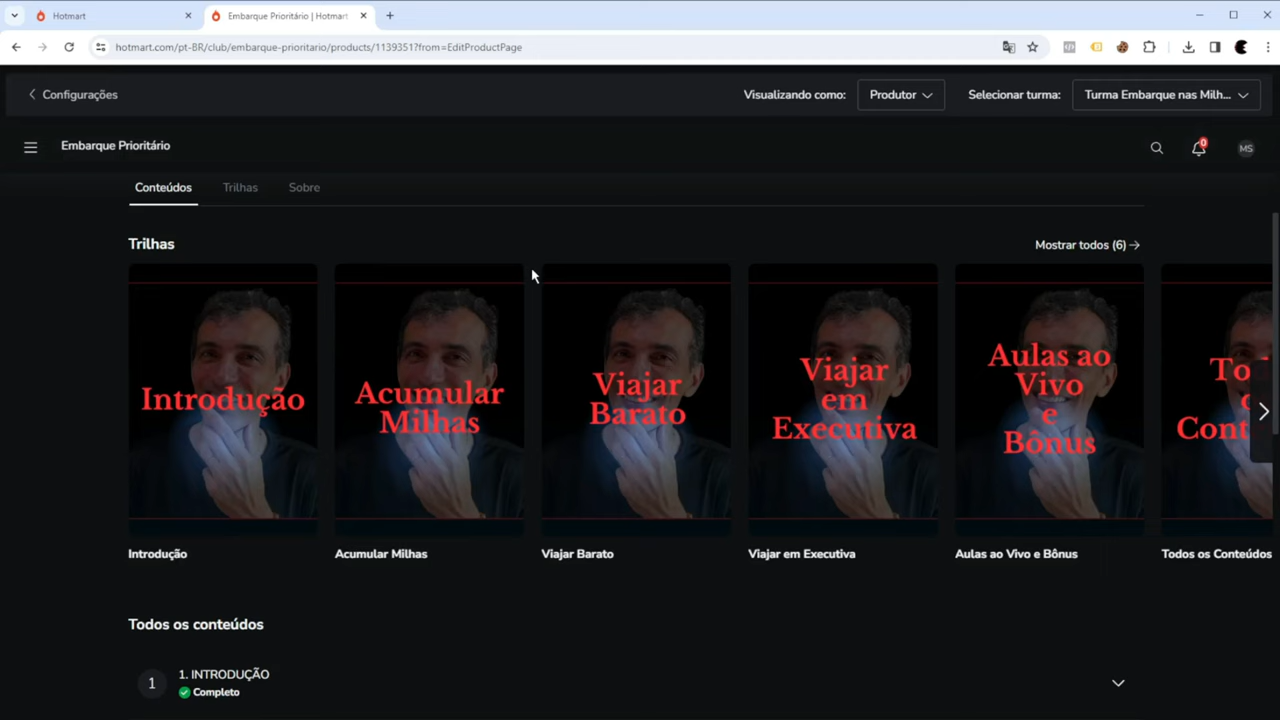 Hotmart
Embarque Prioritário | Hotmart
hotmart.com/pt-BR/club/embarque-prioritario/products/1139351?from=EditProductPage
Configurações
Visualizando como:
Produtor
Selecionar turma:
Turma Embarque nas Milh...
Embarque Prioritário
0
MS
Conteúdos
Trilhas
Sobre
Trilhas
Mostrar todos (6)
Introdução
Acumular
Milhas
Viajar
Barato
Viajar
em
Executiva
Aulas ao
Vivo
e
Bônus
Introdução
Acumular Milhas
Viajar Barato
Viajar em Executiva
Aulas ao Vivo e Bônus
Todos os Conteúdos
Todos os conteúdos
1
1. INTRODUÇÃO
Completo